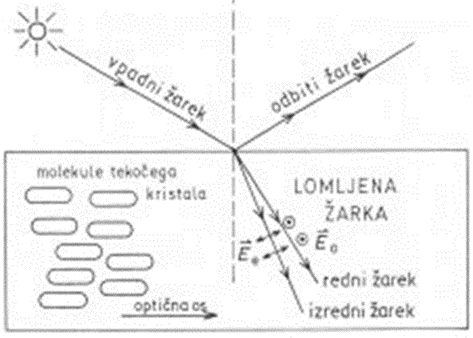 vpadni žarek
odbiti žarek
molekule tekočega
kristala
LOMLJENA
ŽARKA
E⃗e
E⃗o
redni žarek
optična os
izredni žarek